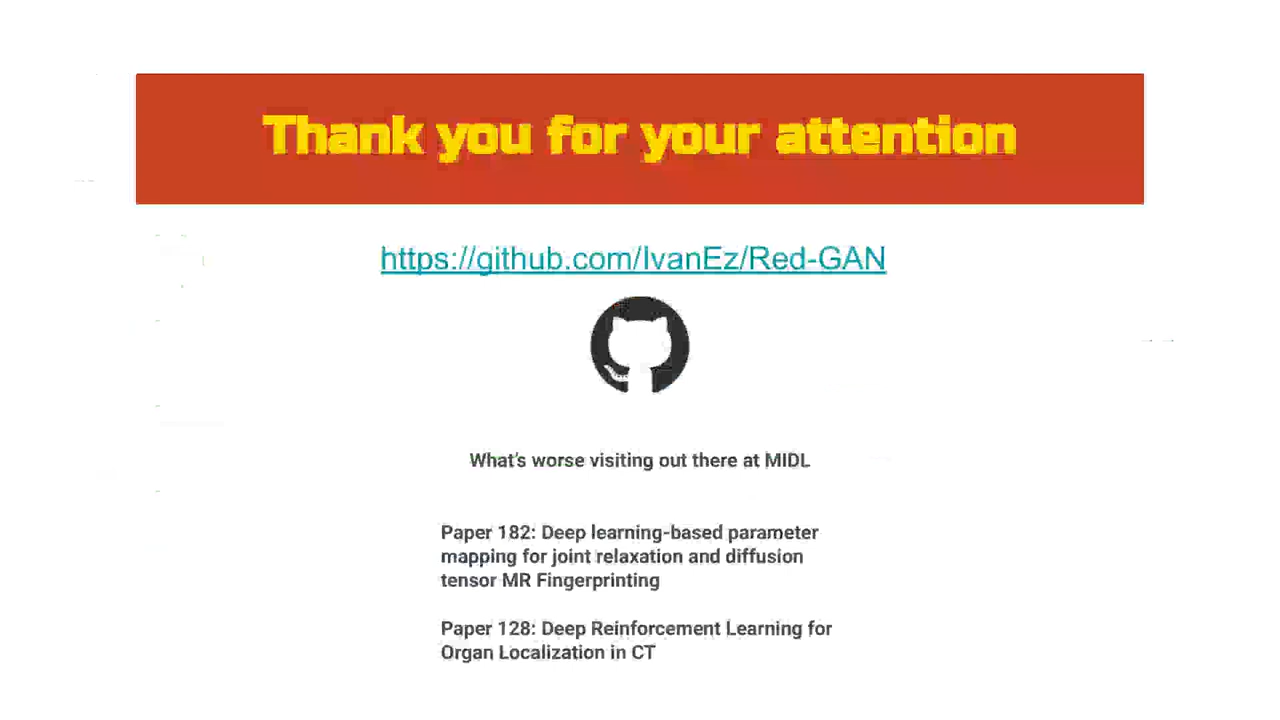 Thank you for your attention
https://github.com/IvanEz/Red-GAN
What's worse visiting out there at MIDL
Paper 182: Deep learning-based parameter
mapping for joint relaxation and diffusion
tensor MR Fingerprinting
Paper 128: Deep Reinforcement Learning for
Organ Localization in CT